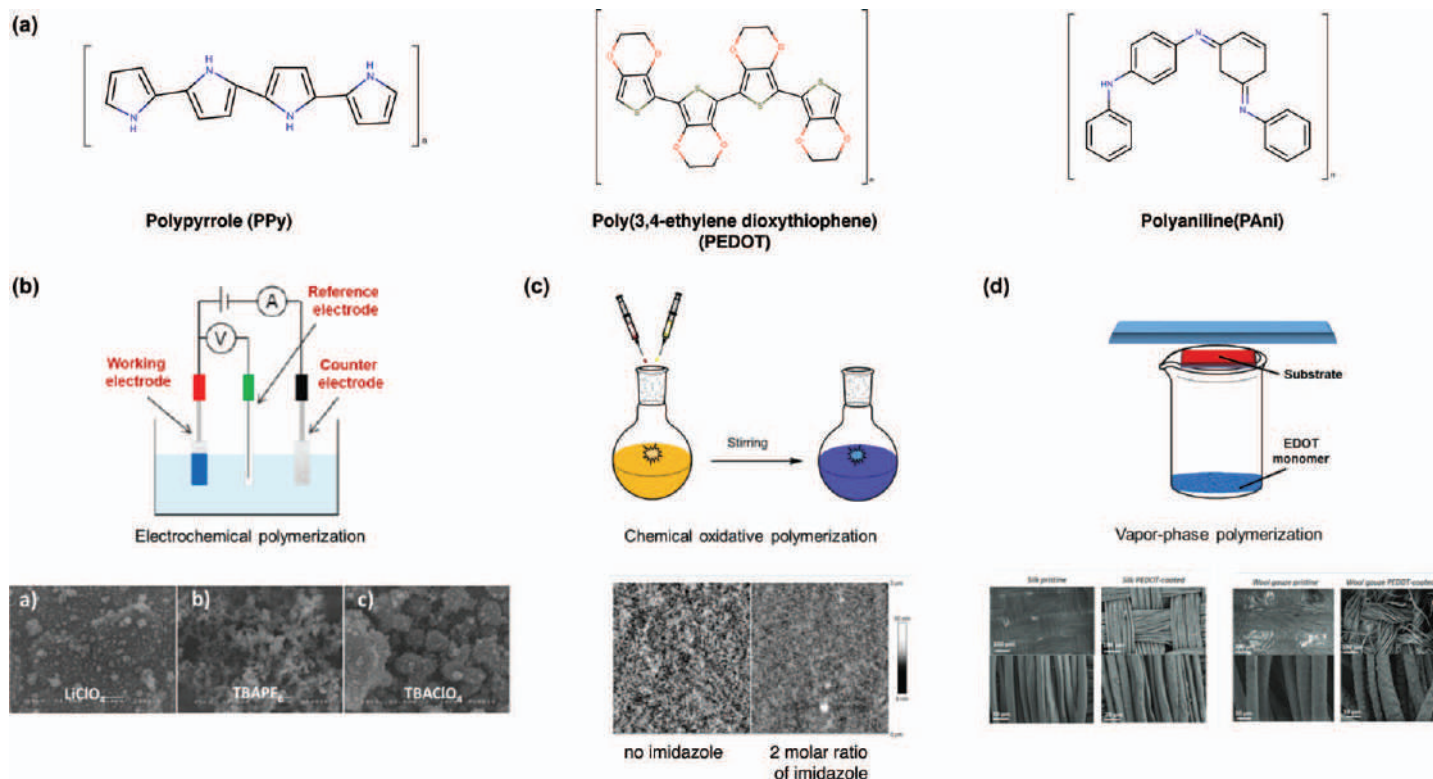 (a)
H
N
H
N
N
H
N
H
n
O
O
O
O
S
S
S
S
O
O
O
O
n
N
HN
N
n
Polypyrrole (PPy)
Poly(3,4-ethylene dioxythiophene)
(PEDOT)
Polyaniline(PAni)
(b)
Reference
electrode
A
V
Working
electrode
Counter
electrode
Electrochemical polymerization
a)
b)
c)
LiClO4
TBAPF6
TBAClO4
(c)
Stirring
Chemical oxidative polymerization
no imidazole
2 molar ratio
of imidazole
(d)
Substrate
EDOT
monomer
Vapor-phase polymerization
Silk pristine
Silk PEDOT-coated
Wool gauze pristine
Wool gauze PEDOT-coated